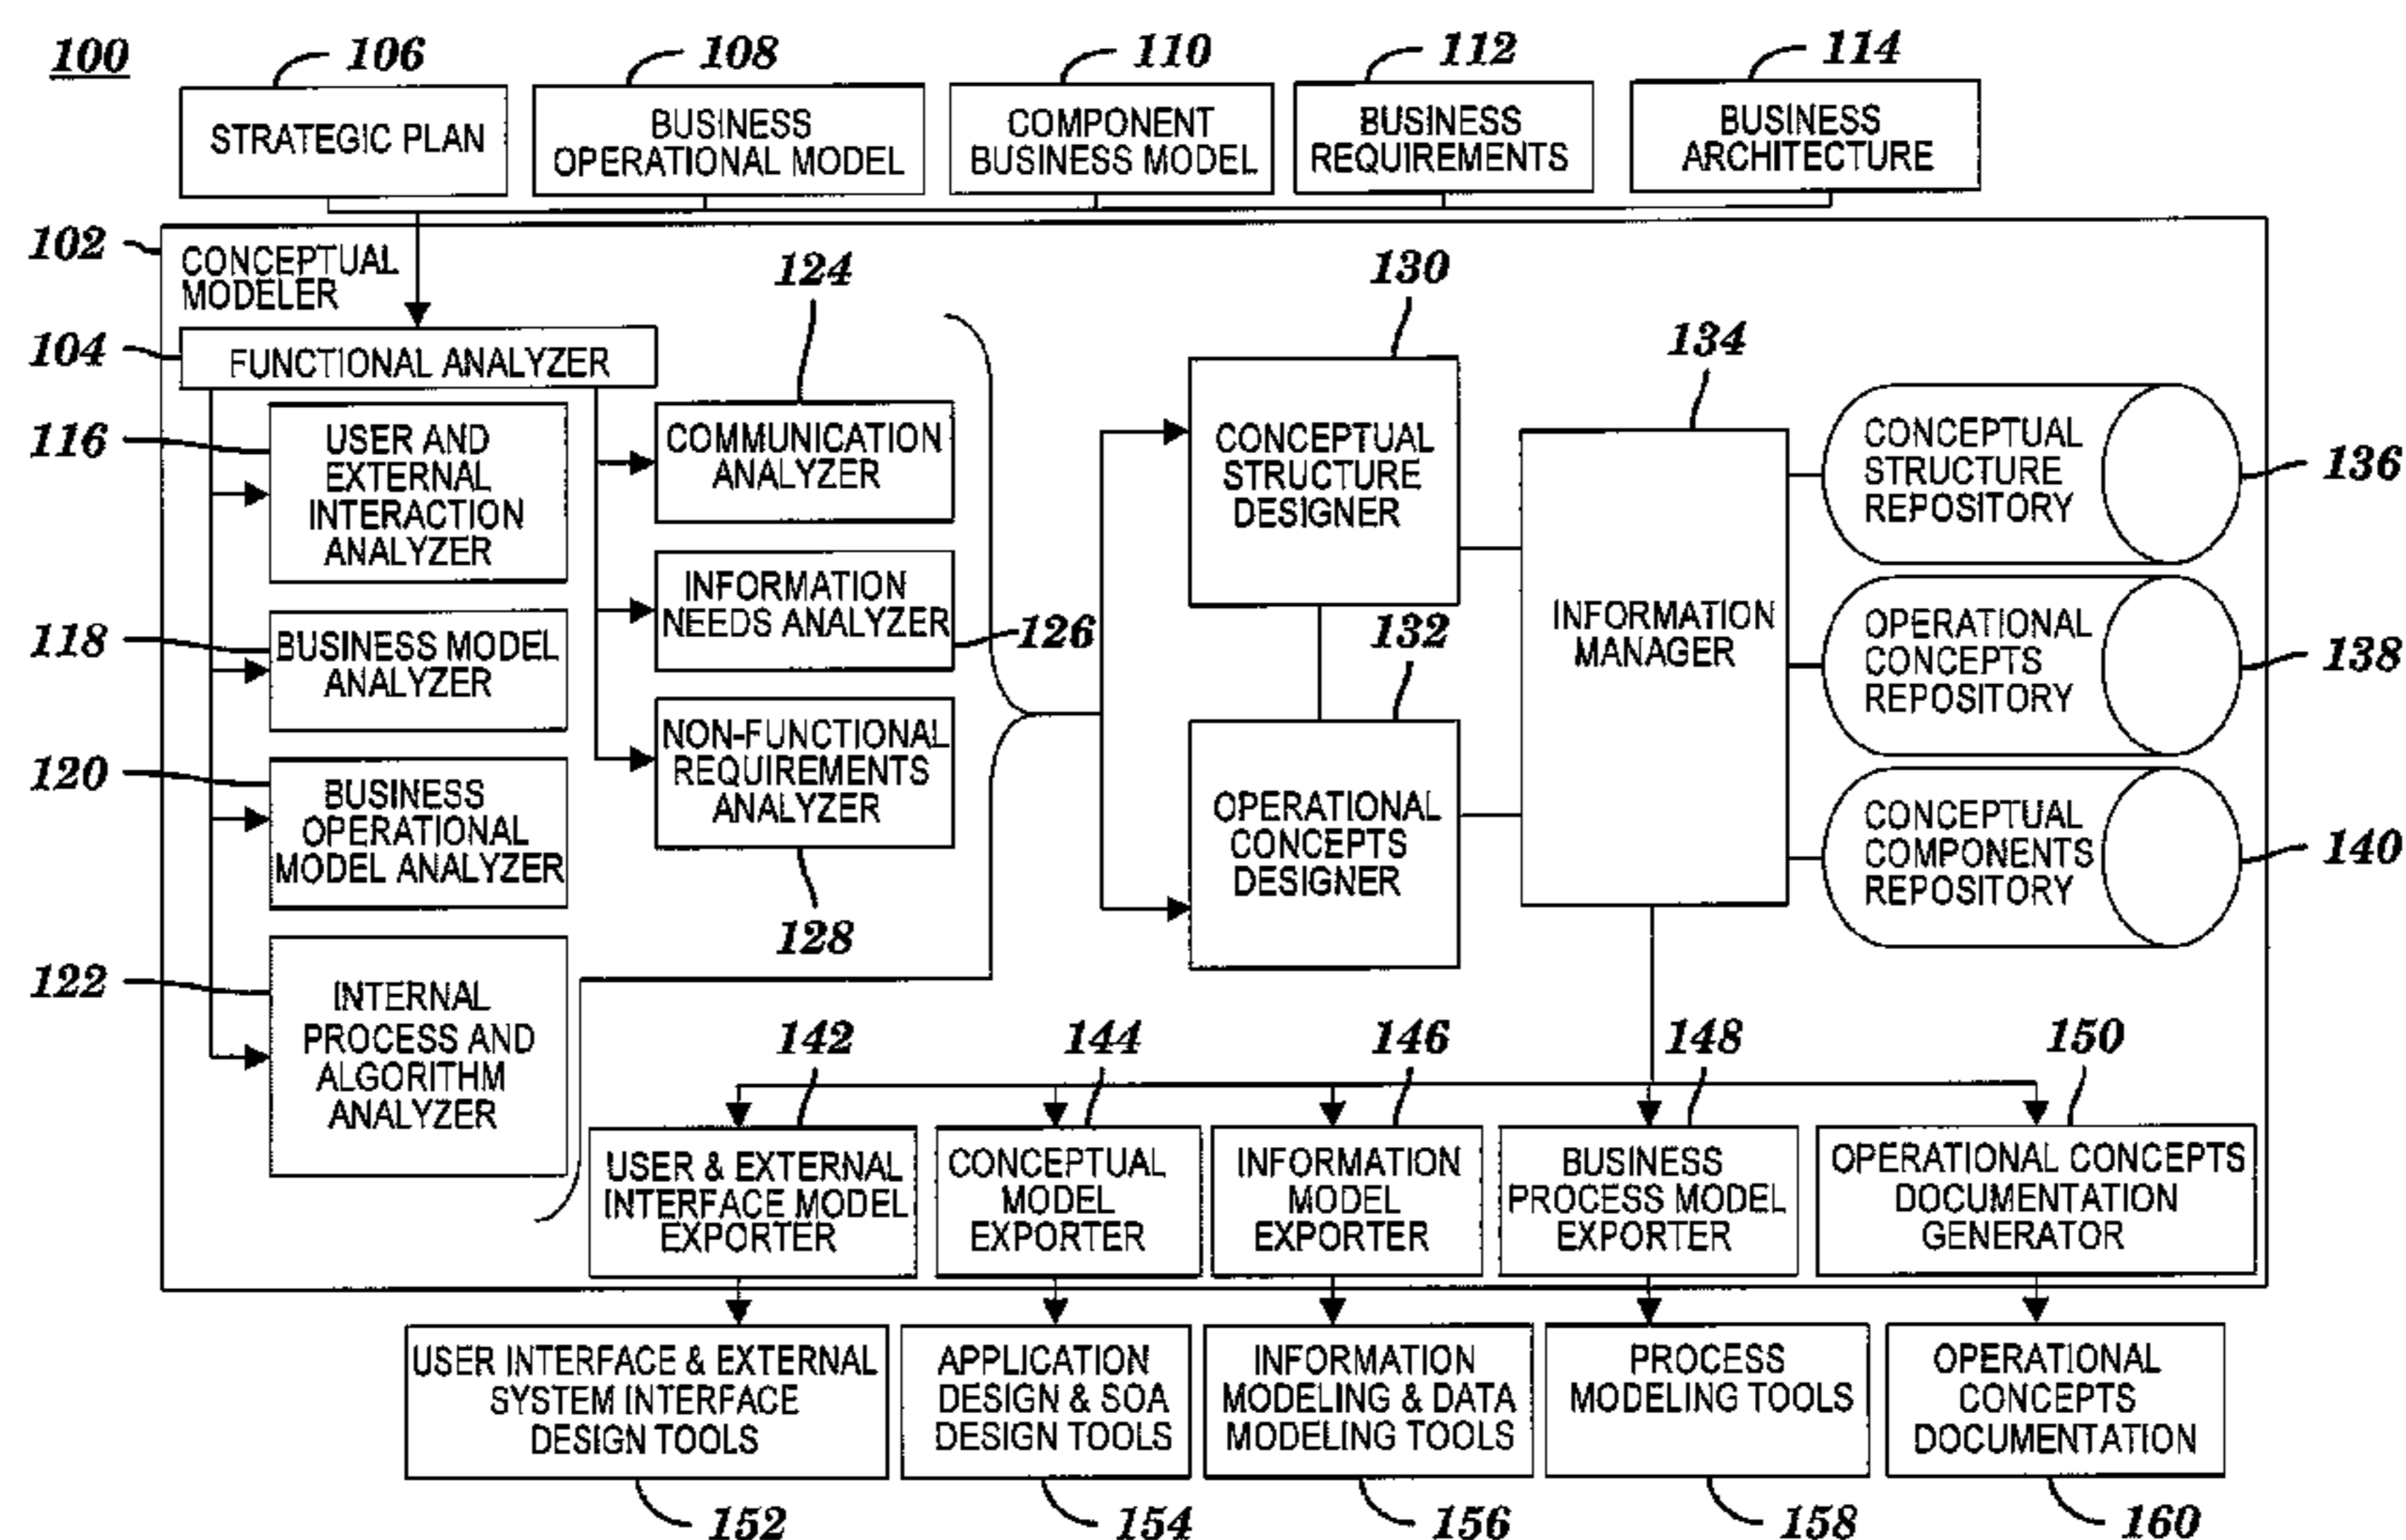 100
106
108
110
112
114
STRATEGIC PLAN
BUSINESS
OPERATIONAL MODEL
COMPONENT
BUSINESS MODEL
BUSINESS
REQUIREMENTS
BUSINESS
ARCHITECTURE
102
CONCEPTUAL
MODELER
104
FUNCTIONAL ANALYZER
116
USER AND
EXTERNAL
INTERACTION
ANALYZER
118
BUSINESS MODEL
ANALYZER
120
BUSINESS
OPERATIONAL
MODEL ANALYZER
122
INTERNAL
PROCESS AND
ALGORITHM
ANALYZER
124
COMMUNICATION
ANALYZER
INFORMATION
NEEDS ANALYZER
126
NON-FUNCTIONAL
REQUIREMENTS
ANALYZER
128
130
CONCEPTUAL
STRUCTURE
DESIGNER
132
OPERATIONAL
CONCEPTS
DESIGNER
134
INFORMATION
MANAGER
CONCEPTUAL
STRUCTURE
REPOSITORY
136
OPERATIONAL
CONCEPTS
REPOSITORY
138
CONCEPTUAL
COMPONENTS
REPOSITORY
140
142
144
146
148
150
USER & EXTERNAL
INTERFACE MODEL
EXPORTER
CONCEPTUAL
MODEL
EXPORTER
INFORMATION
MODEL
EXPORTER
BUSINESS
PROCESS MODEL
EXPORTER
OPERATIONAL CONCEPTS
DOCUMENTATION
GENERATOR
USER INTERFACE & EXTERNAL
SYSTEM INTERFACE
DESIGN TOOLS
APPLICATION
DESIGN & SOA
DESIGN TOOLS
INFORMATION
MODELING & DATA
MODELING TOOLS
PROCESS
MODELING TOOLS
OPERATIONAL
CONCEPTS
DOCUMENTATION
152
154
156
158
160